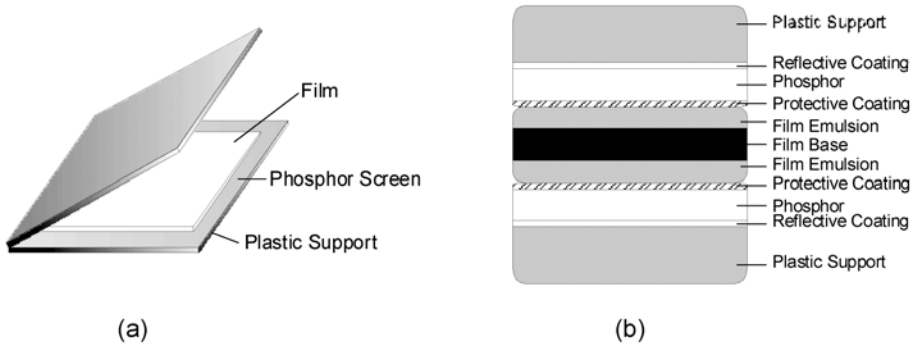 Film
Phosphor Screen
Plastic Support
(a)
Plastic Support
Reflective Coating
Phosphor
Protective Coating
Film Emulsion
Film Base
Film Emulsion
Protective Coating
Phosphor
Reflective Coating
Plastic Support
(b)